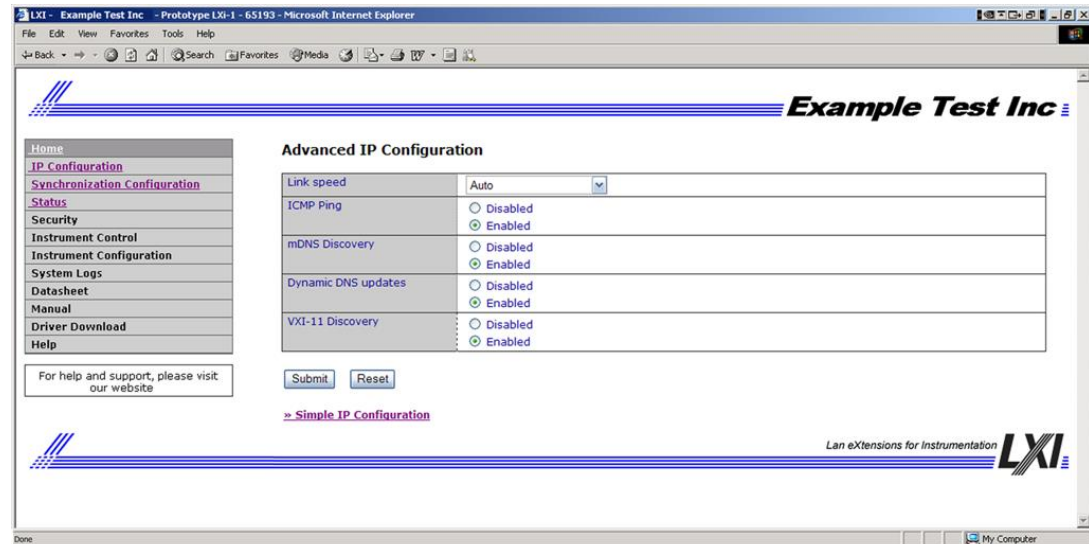 LXI - Example Test Inc - Prototype LXi-1 - 65193 - Microsoft Internet Explorer
File Edit View Favorites Tools Help
Back Search Favorites Media
Example Test Inc
Home
IP Configuration
Synchronization Configuration
Status
Security
Instrument Control
Instrument Configuration
System Logs
Datasheet
Manual
Driver Download
Help
For help and support, please visit
our website
Advanced IP Configuration
Link speed Auto
ICMP Ping Disabled
Enabled
mDNS Discovery Disabled
Enabled
Dynamic DNS updates Disabled
Enabled
VXI-11 Discovery Disabled
Enabled
Submit Reset
» Simple IP Configuration
Lan eXtensions for Instrumentation LXI
Done My Computer